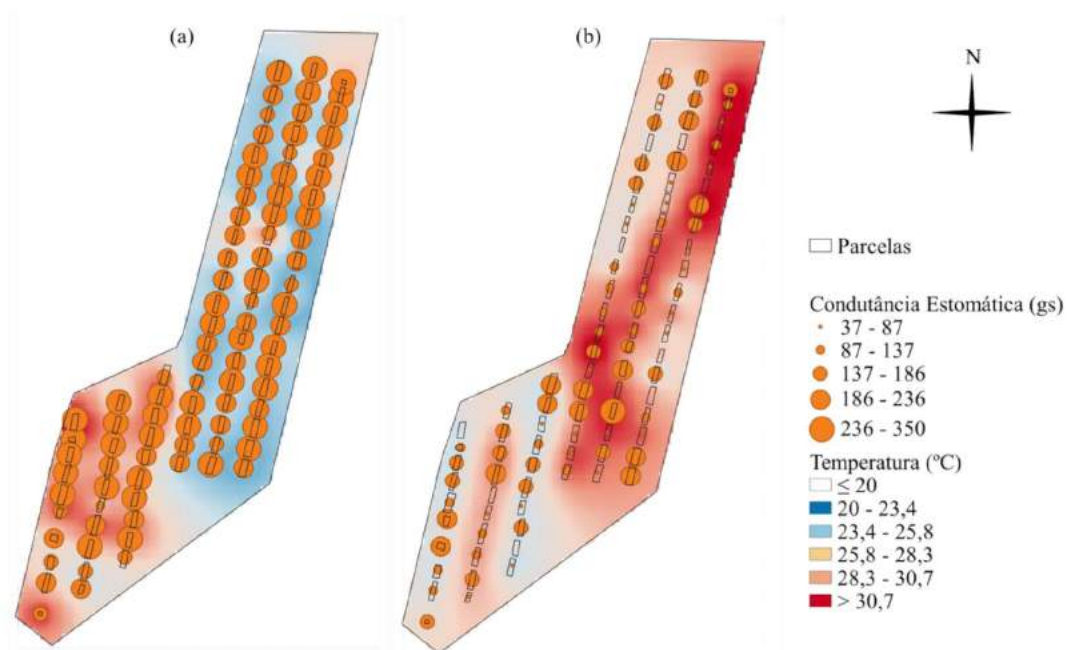 (a)
(b)
N
Parcelas
Condutância Estomática (gs)
37 - 87
87 - 137
137 - 186
186 - 236
236 - 350
Temperatura (ºC)
≤ 20
20 - 23,4
23,4 - 25,8
25,8 - 28,3
28,3 - 30,7
> 30,7